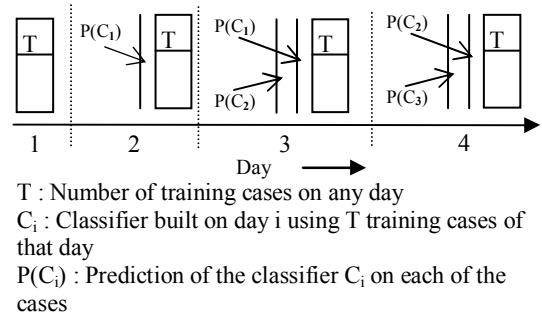 T P(C₁) T P(C₁) T P(C₂) T
P(C₂) P(C₃)
1 2 3 4
Day
T : Number of training cases on any day
Cᵢ : Classifier built on day i using T training cases of
that day
P(Cᵢ) : Prediction of the classifier Cᵢ on each of the
cases